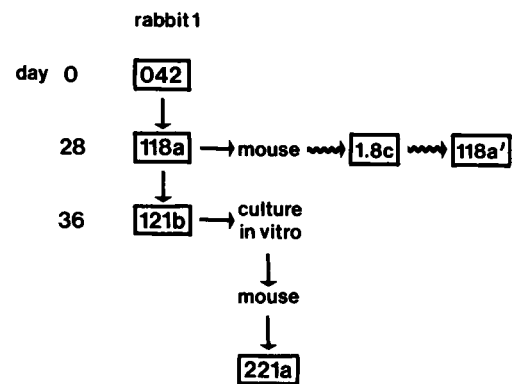 rabbit 1
day 0 042
28 118a mouse 1.8c 118a'
36 121b culture
in vitro
mouse
221a